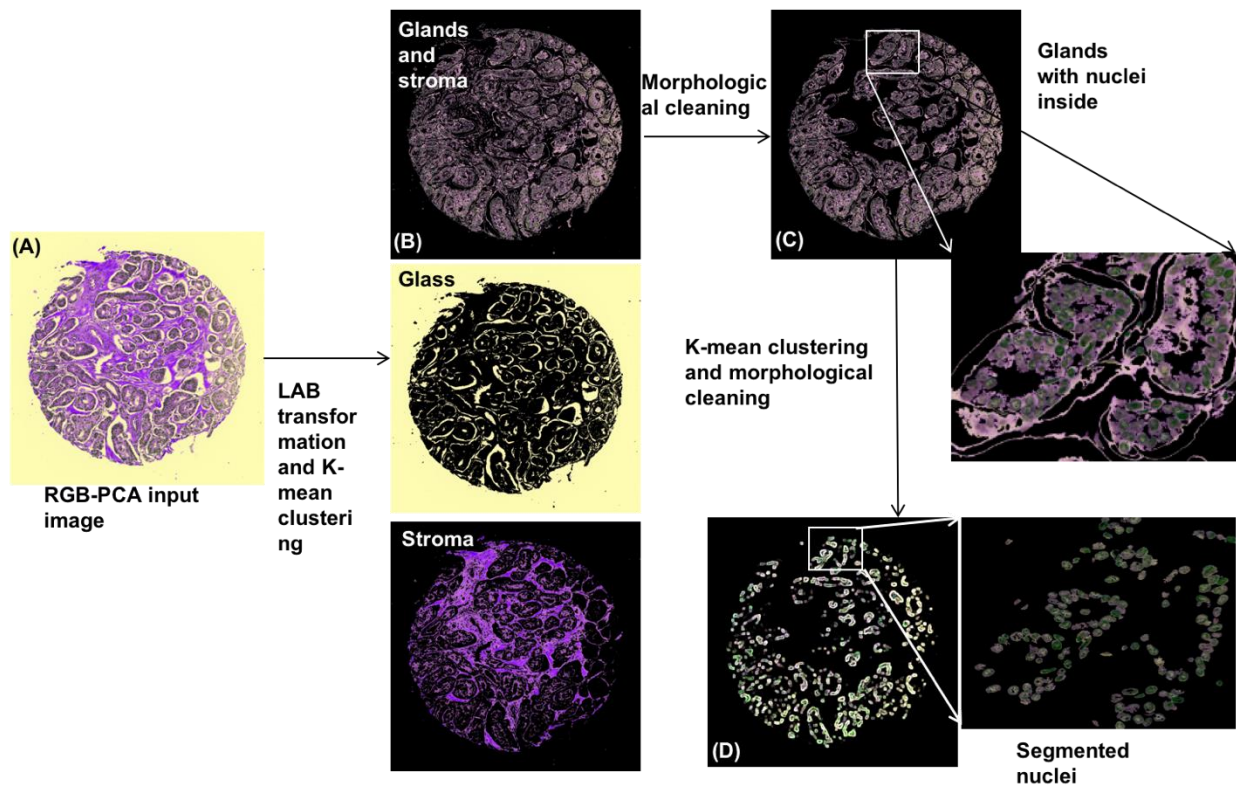 (A)
RGB-PCA input
image
LAB
transfor
mation
and K-
mean
clusteri
ng
Glands
and
stroma
(B)
Glass
Stroma
Morphologic
al cleaning
(C)
Glands
with nuclei
inside
K-mean clustering
and morphological
cleaning
(D)
Segmented
nuclei